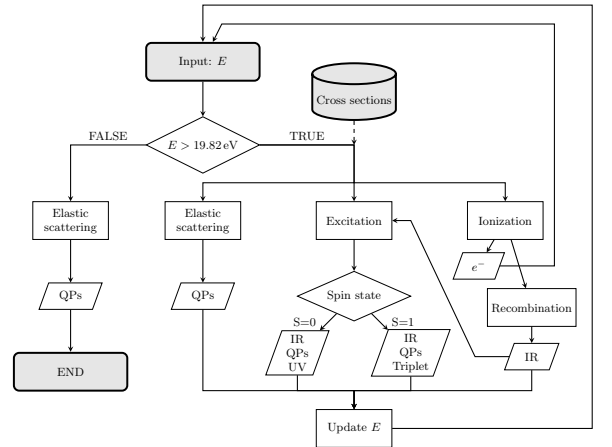 Input: E
Cross sections
FALSE
E > 19.82 eV
TRUE
Elastic
scattering
Elastic
scattering
Excitation
Ionization
e⁻
QPs
QPs
Spin state
Recombination
S=0
S=1
IR
QPs
UV
IR
QPs
Triplet
IR
END
Update E